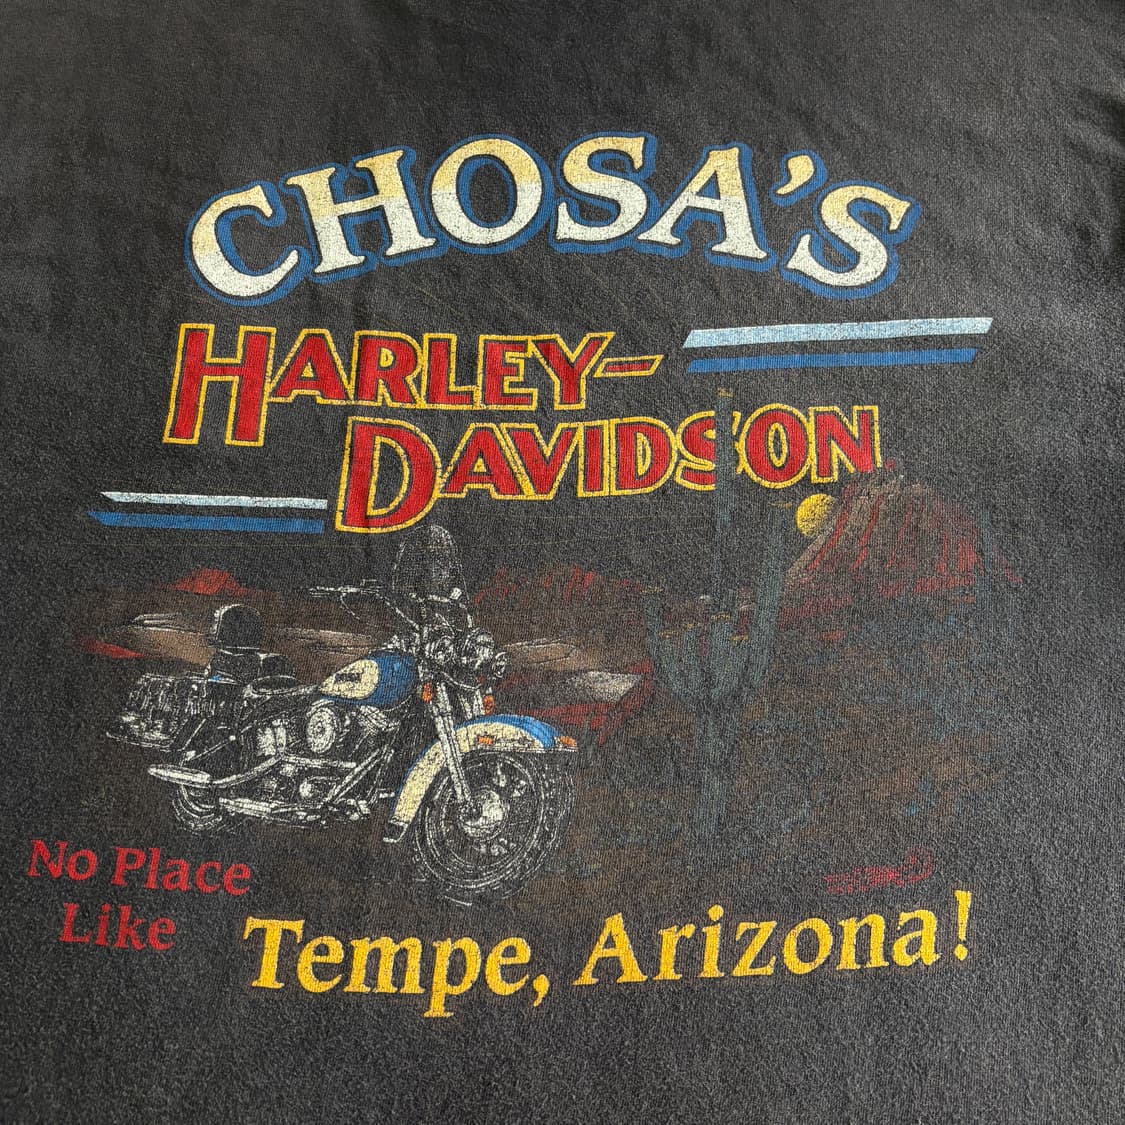 CHOSA'S
HARLEY-
DAVIDSON
No Place
Like
Tempe, Arizona!